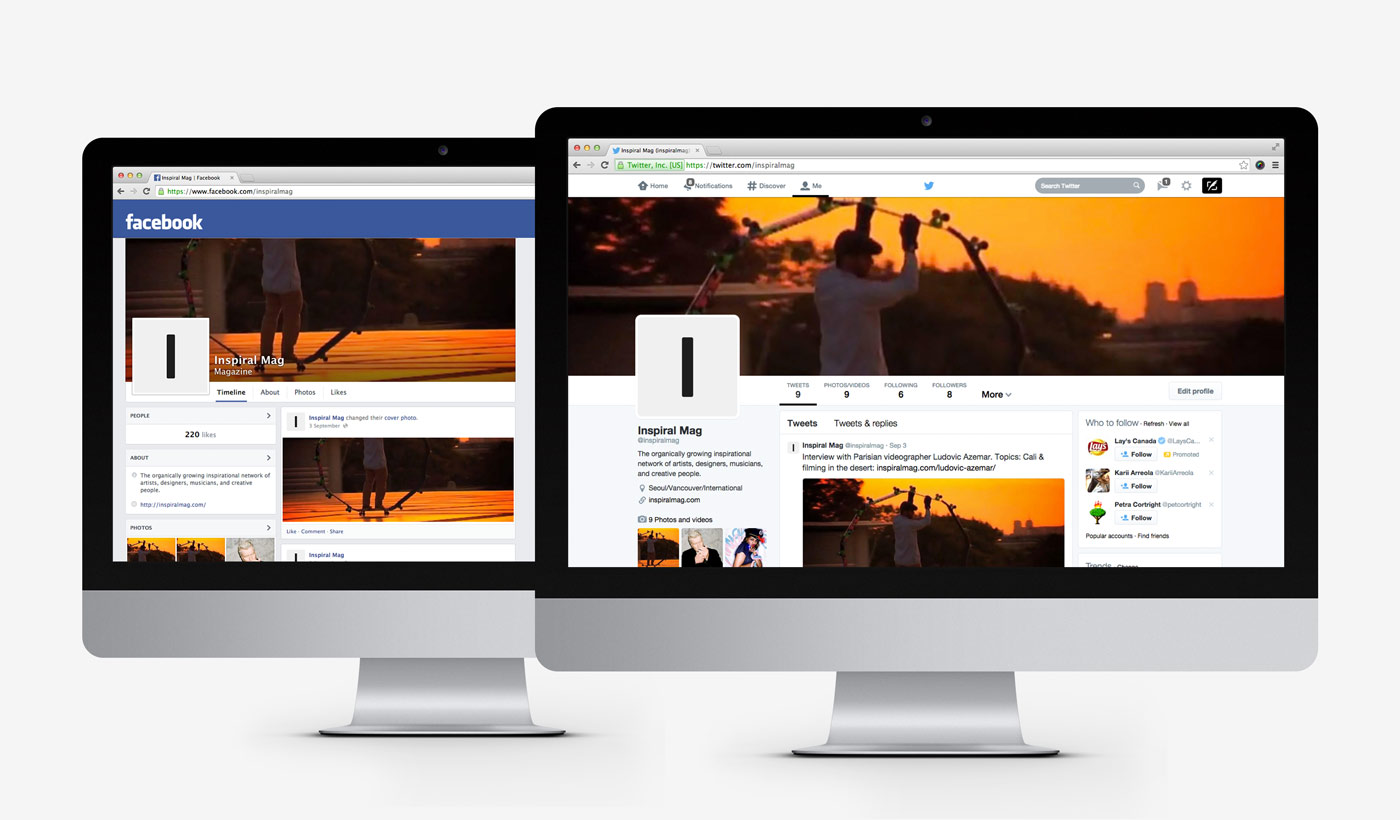 Inspiral Mag | Facebook
https://www.facebook.com/inspiralmag
facebook
Inspiral Mag
Magazine
Timeline About Photos Likes
PEOPLE
220 likes
ABOUT
The organically growing inspirational network of
artists, designers, musicians, and creative
people.
http://inspiralmag.com/
PHOTOS
Inspiral Mag changed their cover photo.
3 September
Like · Comment · Share
Inspiral Mag
Inspiral Mag (inspiralmag)
Twitter, Inc. [US] https://twitter.com/inspiralmag
Home 8 Notifications Discover Me Search Twitter 1
TWEETS PHOTOS/VIDEOS FOLLOWING FOLLOWERS
9 9 6 8 More Edit profile
Inspiral Mag
@inspiralmag
The organically growing inspirational
network of artists, designers, musicians,
and creative people.
Seoul/Vancouver/International
inspiralmag.com
9 Photos and videos
Tweets Tweets & replies
Inspiral Mag @inspiralmag · Sep 3
Interview with Parisian videographer Ludovic Azemar. Topics: Cali &
filming in the desert: inspiralmag.com/ludovic-azemar/
Who to follow · Refresh · View all
Lay's
Lay's Canada @LaysCa...
Follow Promoted
Karii Arreola @KariiArreola
Follow
Petra Cortright @petcortright
Follow
Popular accounts · Find friends
Trends · Change